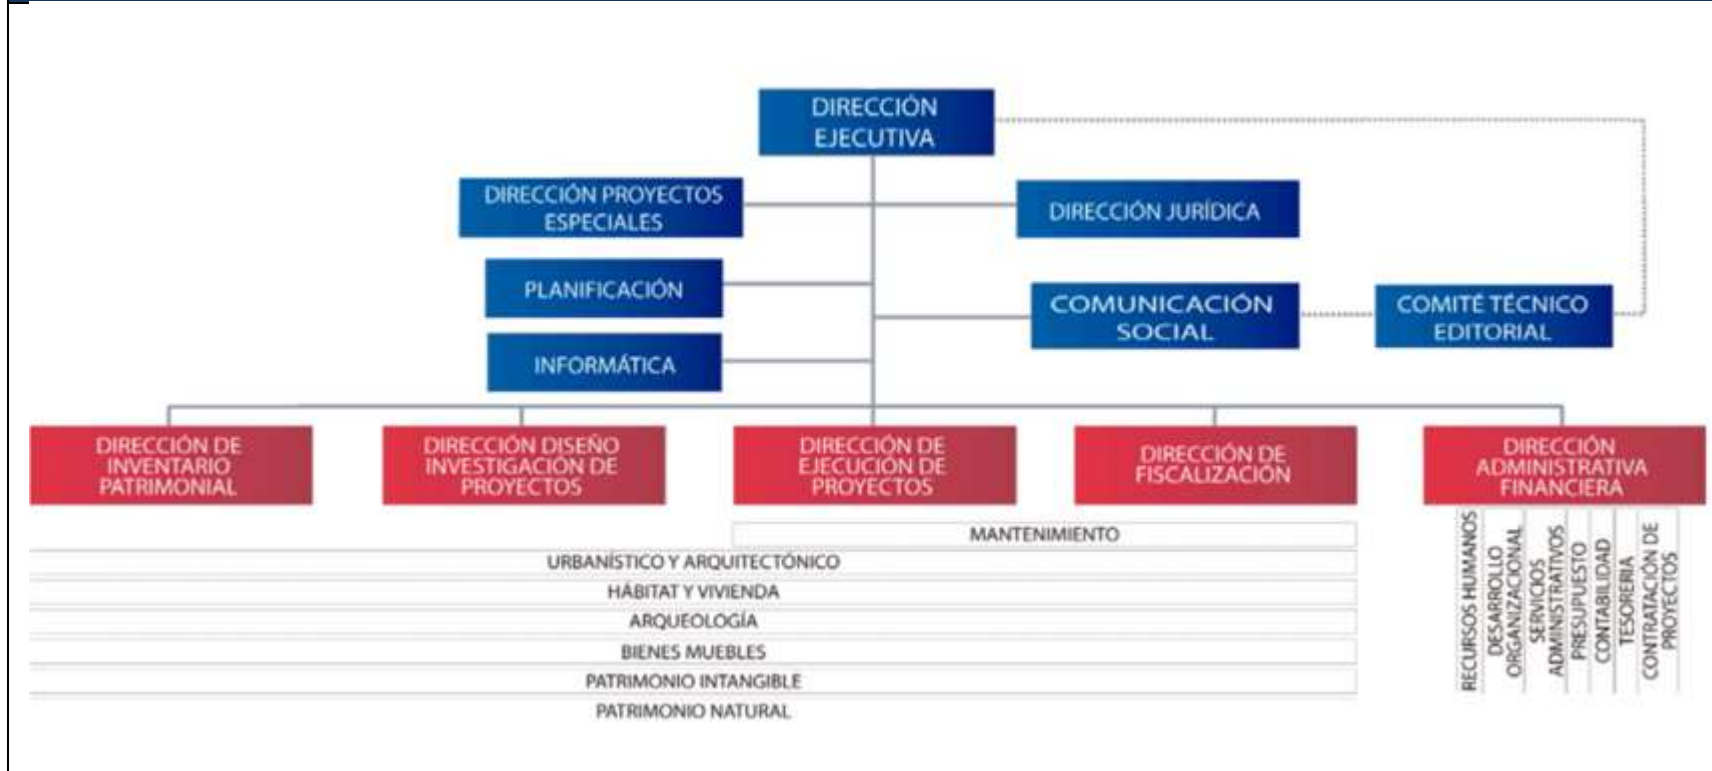 DIRECCIÓN
EJECUTIVA
DIRECCIÓN PROYECTOS
ESPECIALES
DIRECCIÓN JURÍDICA
PLANIFICACIÓN
COMUNICACIÓN
SOCIAL
COMITÉ TÉCNICO
EDITORIAL
INFORMÁTICA
DIRECCIÓN DE
INVENTARIO
PATRIMONIAL
DIRECCIÓN DISEÑO
INVESTIGACIÓN DE
PROYECTOS
DIRECCIÓN DE
EJECUCIÓN DE
PROYECTOS
DIRECCIÓN DE
FISCALIZACIÓN
DIRECCIÓN
ADMINISTRATIVA
FINANCIERA
MANTENIMIENTO
URBANÍSTICO Y ARQUITECTÓNICO
HÁBITAT Y VIVIENDA
ARQUEOLOGÍA
BIENES MUEBLES
PATRIMONIO INTANGIBLE
PATRIMONIO NATURAL
RECURSOS HUMANOS
DESARROLLO
ORGANIZACIONAL
SERVICIOS
ADMINISTRATIVOS
PRESUPUESTO
CONTABILIDAD
TESORERIA
CONTRATACIÓN DE
PROYECTOS